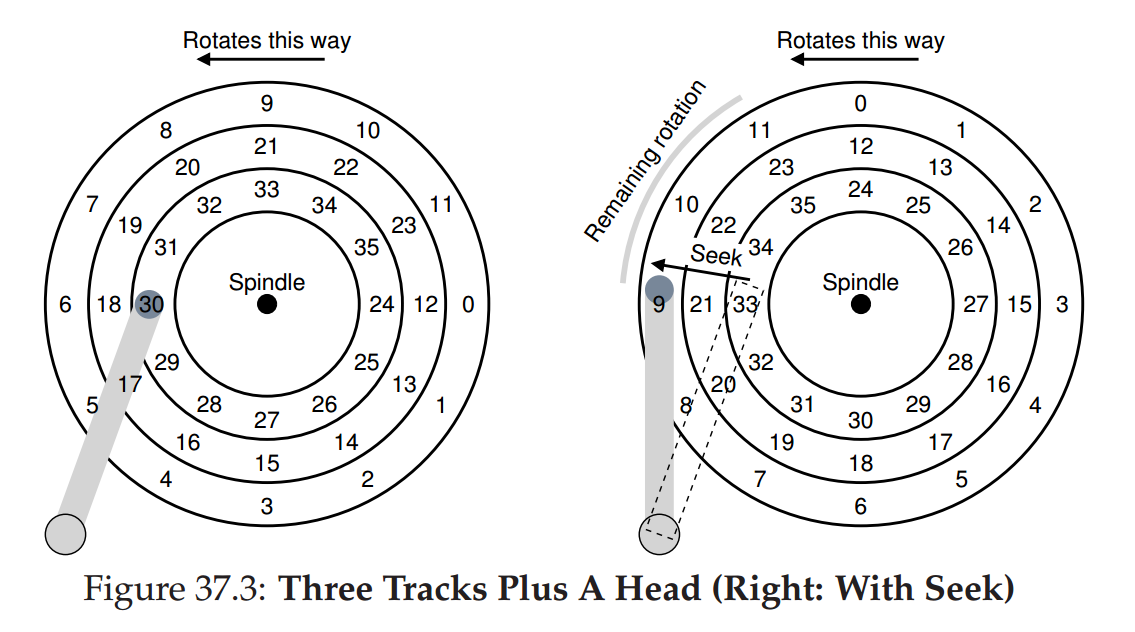 Rotates this way
9
8 10
21
20 22
33
7 32 34 11
19 23
31 35
Spindle
6 18 30 24 12 0
29 25
17 13
5 28 26 1
27
16 14
15
4 2
3
Rotates this way
Remaining rotation
0
11 1
12
23 13
24
10 35 25 2
22 14
34 26
Seek
Spindle
9 21 33 27 15 3
32 28
20 16
8 31 29 4
30
19 17
18
7 5
6
Figure 37.3: Three Tracks Plus A Head (Right: With Seek)